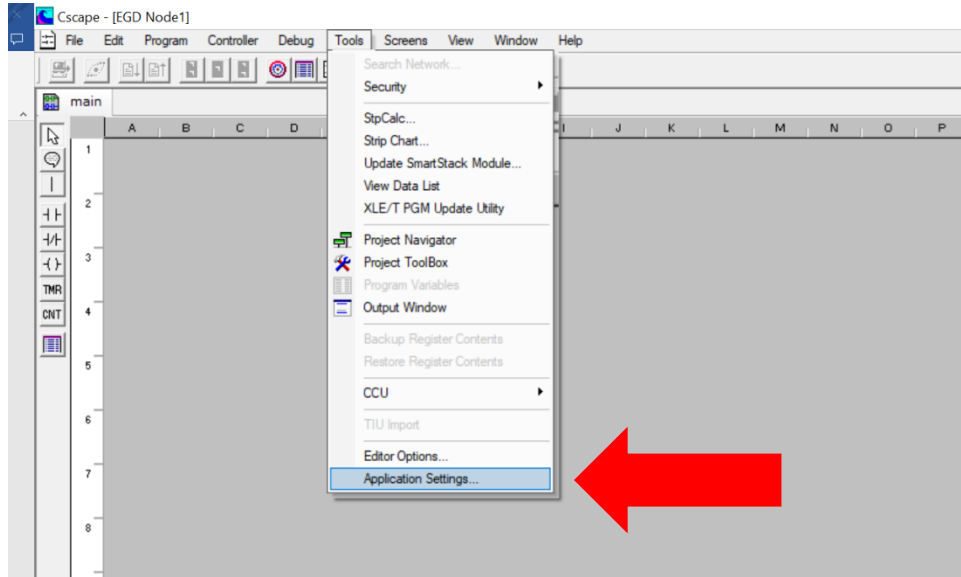 Cscape - [EGD Node1]
File Edit Program Controller Debug Tools Screens View Window Help
main
Search Network...
Security
StpCalc...
Strip Chart...
Update SmartStack Module...
View Data List
XLE/T PGM Update Utility
Project Navigator
Project ToolBox
Program Variables
Output Window
Backup Register Contents
Restore Register Contents
CCU
TIU Import
Editor Options...
Application Settings...
A B C D I J K L M N O P
1
2
3
4
5
6
7
8
TMR
CNT